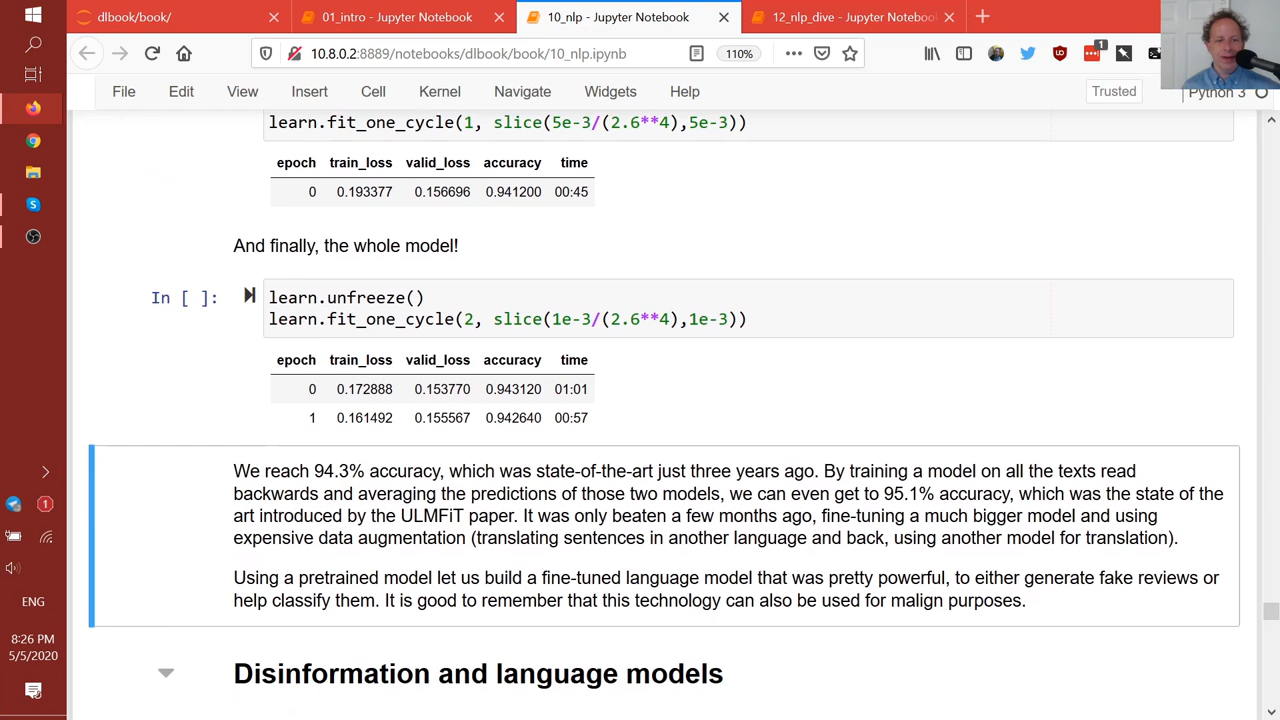 dlbook/book/
01_intro - Jupyter Notebook
10_nlp - Jupyter Notebook
12_nlp_dive - Jupyter Notebook
10.8.0.2:8889/notebooks/dlbook/book/10_nlp.ipynb
110%
1
File Edit View Insert Cell Kernel Navigate Widgets Help
Trusted
Python 3
learn.fit_one_cycle(1, slice(5e-3/(2.6**4),5e-3))
epoch train_loss valid_loss accuracy time
0 0.193377 0.156696 0.941200 00:45
And finally, the whole model!
In [ ]:
learn.unfreeze()
learn.fit_one_cycle(2, slice(1e-3/(2.6**4),1e-3))
epoch train_loss valid_loss accuracy time
0 0.172888 0.153770 0.943120 01:01
1 0.161492 0.155567 0.942640 00:57
We reach 94.3% accuracy, which was state-of-the-art just three years ago. By training a model on all the texts read
backwards and averaging the predictions of those two models, we can even get to 95.1% accuracy, which was the state of the
art introduced by the ULMFiT paper. It was only beaten a few months ago, fine-tuning a much bigger model and using
expensive data augmentation (translating sentences in another language and back, using another model for translation).
Using a pretrained model let us build a fine-tuned language model that was pretty powerful, to either generate fake reviews or
help classify them. It is good to remember that this technology can also be used for malign purposes.
Disinformation and language models
1
ENG
8:26 PM
5/5/2020